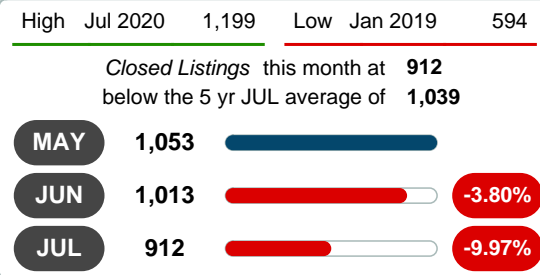 High Jul 2020 1,199 Low Jan 2019 594
Closed Listings this month at 912
below the 5 yr JUL average of 1,039
MAY 1,053
JUN 1,013 -3.80%
JUL 912 -9.97%